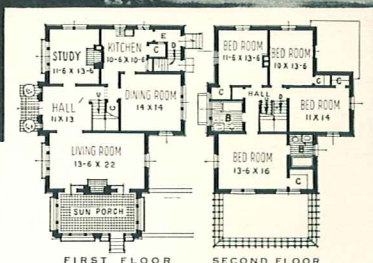 STUDY
11-6 X 13-6
KITCHEN
10-6 X 10-6
E
C
D
HALL
11 X 13
U
C
DINING ROOM
14 X 14
LIVING ROOM
13-6 X 22
SUN PORCH
FIRST FLOOR
BED ROOM
11-6 X 13-6
BED ROOM
10 X 13-6
C
C
C
HALL
D
B
BED ROOM
11 X 14
BED ROOM
13-6 X 16
B
C
SECOND FLOOR